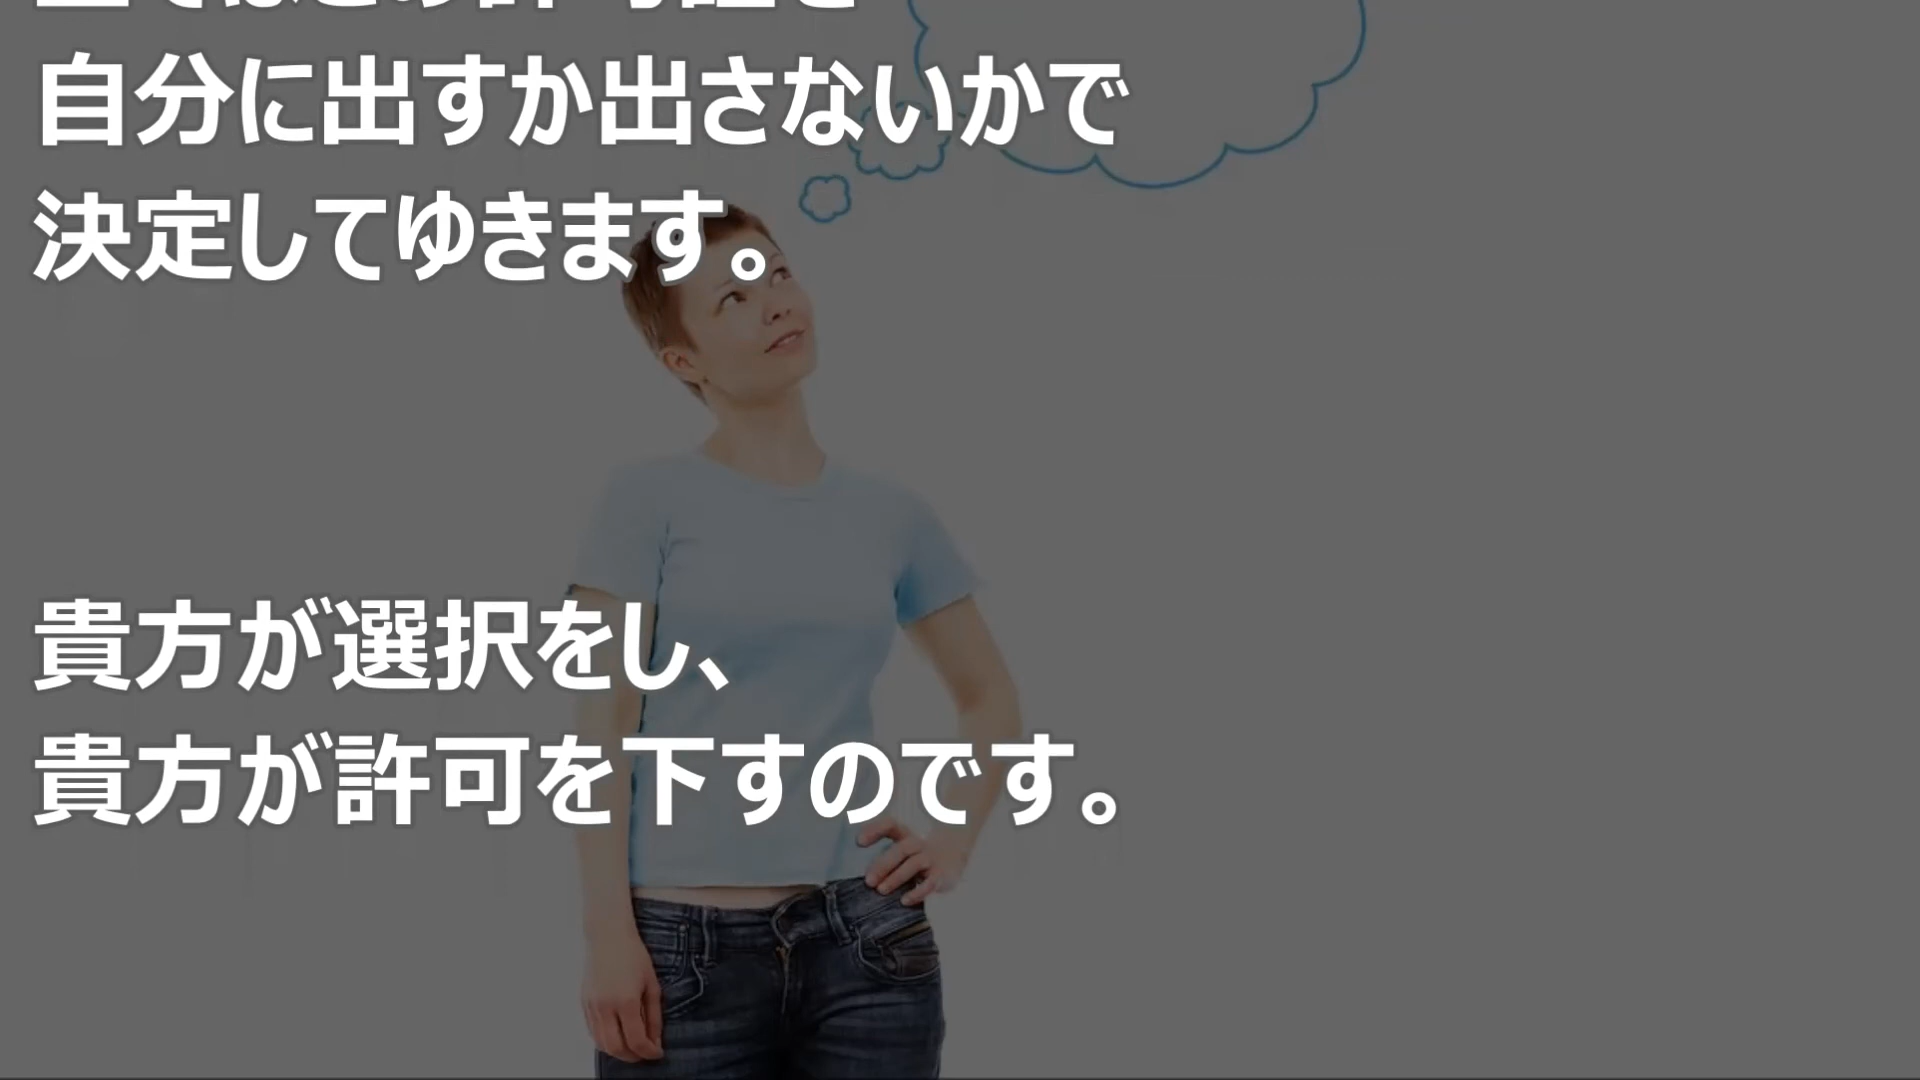 自分に出すか出さないかで
決定してゆきます。
貴方が選択をし、
貴方が許可を下すのです。